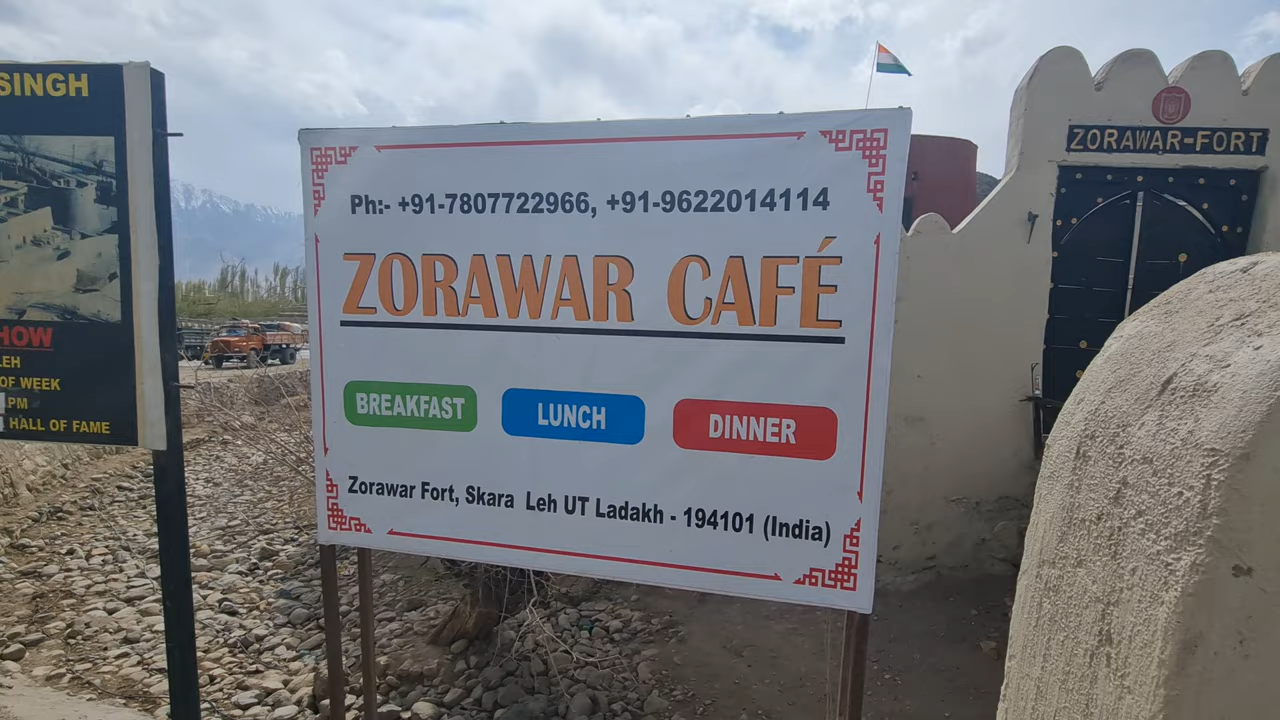 SINGH
HOW
LEH
OF WEEK
PM
HALL OF FAME
Ph:- +91-7807722966, +91-9622014114
ZORAWAR CAFÉ
BREAKFAST LUNCH DINNER
Zorawar Fort, Skara Leh UT Ladakh - 194101 (India)
ZORAWAR-FORT